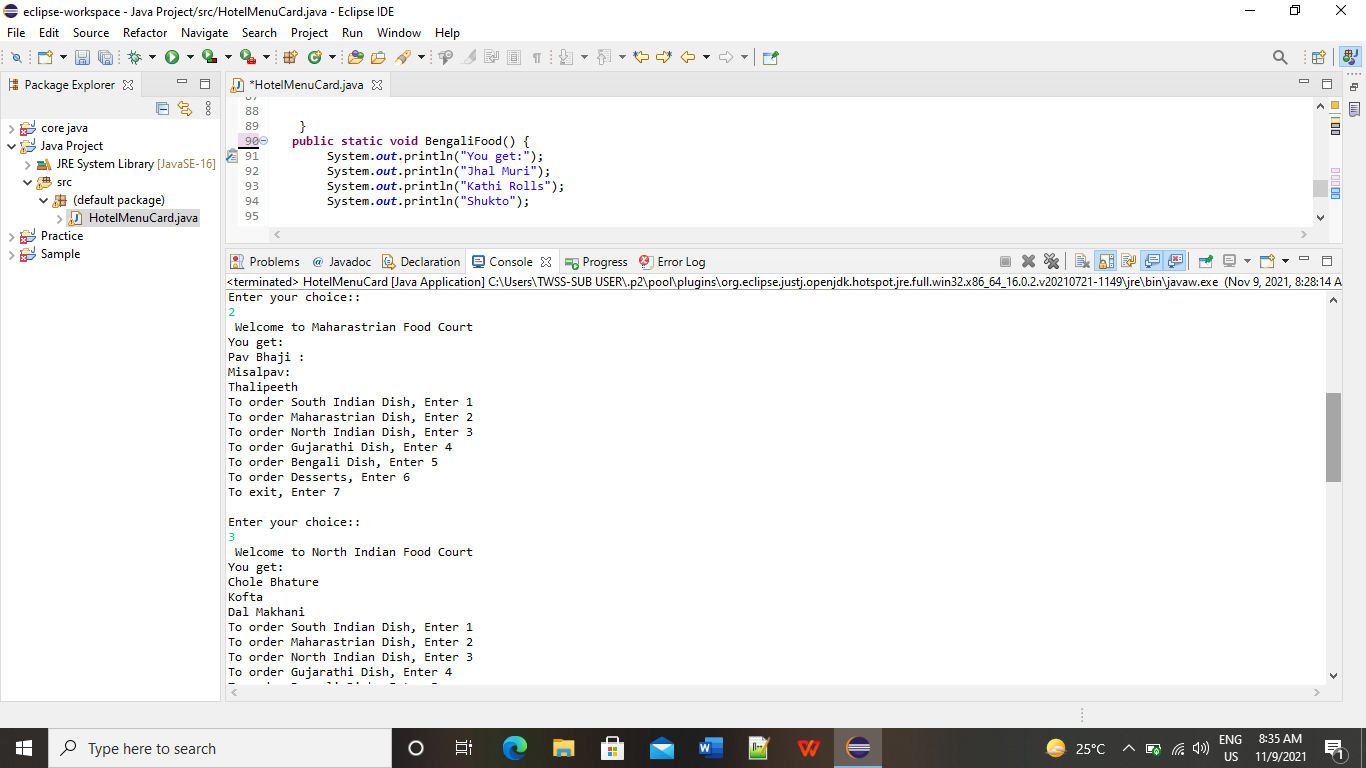 eclipse-workspace - Java Project/src/HotelMenuCard.java - Eclipse IDE
File Edit Source Refactor Navigate Search Project Run Window Help
Package Explorer
*HotelMenuCard.java
core java
Java Project
JRE System Library [JavaSE-16]
src
(default package)
HotelMenuCard.java
Practice
Sample
88
89 }
90 public static void BengaliFood() {
91 System.out.println("You get:");
92 System.out.println("Jhal Muri");
93 System.out.println("Kathi Rolls");
94 System.out.println("Shukto");
95
Problems @ Javadoc Declaration Console Progress Error Log
<terminated> HotelMenuCard [Java Application] C:\Users\TWSS-SUB USER\.p2\pool\plugins\org.eclipse.justj.openjdk.hotspot.jre.full.win32.x86_64_16.0.2.v20210721-1149\jre\bin\javaw.exe (Nov 9, 2021, 8:28:14 A
Enter your choice::
2
Welcome to Maharastrian Food Court
You get:
Pav Bhaji :
Misalpav:
Thalipeeth
To order South Indian Dish, Enter 1
To order Maharastrian Dish, Enter 2
To order North Indian Dish, Enter 3
To order Gujarathi Dish, Enter 4
To order Bengali Dish, Enter 5
To order Desserts, Enter 6
To exit, Enter 7
Enter your choice::
3
Welcome to North Indian Food Court
You get:
Chole Bhature
Kofta
Dal Makhani
To order South Indian Dish, Enter 1
To order Maharastrian Dish, Enter 2
To order North Indian Dish, Enter 3
To order Gujarathi Dish, Enter 4
Type here to search
25°C
ENG
US
8:35 AM
11/9/2021
1